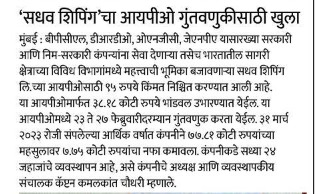 ‘सधव शिपिंग’चा आयपीओ गुंतवणुकीसाठी खुला
मुंबई : बीपीसीएल, डीआरडीओ, ओएनजीसी, जेएनपीए यासारख्या सरकारी
आणि निम-सरकारी कंपन्यांना सेवा देणाऱ्या तसेच भारतातील सागरी
क्षेत्राच्या विविध विभागांमध्ये महत्त्वाची भूमिका बजावणाऱ्या सधव शिपिंग
लि.च्या आयपीओसाठी ९५ रुपये किंमत निश्चित करण्यात आली आहे.
या आयपीओमार्फत ३८.१८ कोटी रुपये भांडवल उभारण्यात येईल. या
आयपीओमध्ये २३ ते २७ फेब्रुवारीदरम्यान गुंतवणूक करता येईल. ३१ मार्च
२०२३ रोजी संपलेल्या आर्थिक वर्षात कंपनीने ७७.८१ कोटी रुपयांच्या
महसुलावर ७.७५ कोटी रुपयांचा नफा कमावला. कंपनीकडे सध्या २४
जहाजांचे व्यवस्थापन आहे, असे कंपनीचे अध्यक्ष आणि व्यवस्थापकीय
संचालक कॅप्टन कमलकांत चौधरी म्हणाले.